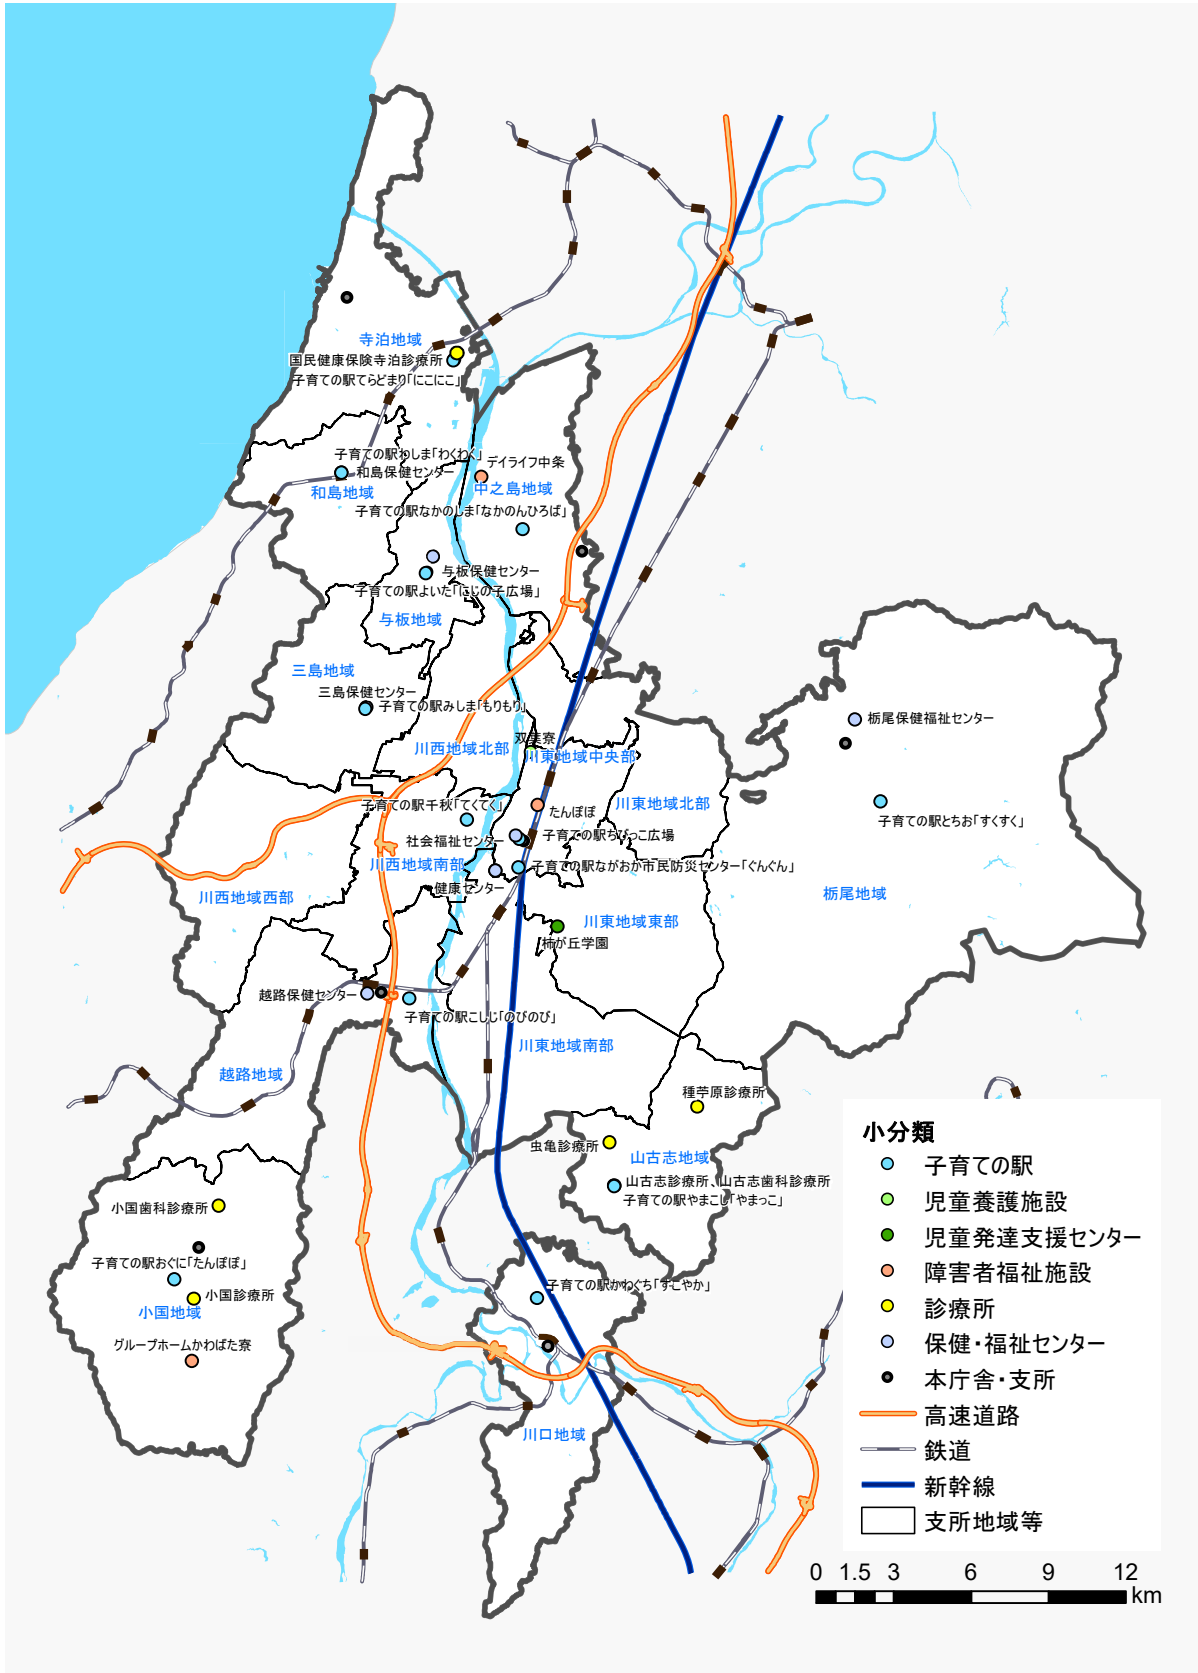 寺泊地域
国民健康保険寺泊診療所
子育ての駅てらどまり「にこにこ」
子育ての駅わしま「わくわく」
和島保健センター
デイライフ中条
和島地域
中之島地域
子育ての駅なかのしま「なかのんひろば」
与板保健センター
子育ての駅よいた「にじの子広場」
与板地域
三島地域
三島保健センター
子育ての駅みしま「もりもり」
栃尾保健福祉センター
双葉寮
川西地域北部
川東地域中央部
子育ての駅千秋「てくてく」
たんぽぽ
川東地域北部
子育ての駅とちお「すくすく」
社会福祉センター
子育ての駅ちびっこ広場
川西地域南部
子育ての駅ながおか市民防災センター「ぐんぐん」
健康センター
川西地域西部
栃尾地域
川東地域東部
柿が丘学園
越路保健センター
子育ての駅こしじ「のびのび」
川東地域南部
越路地域
種苧原診療所
虫亀診療所
山古志地域
山古志診療所、山古志歯科診療所
子育ての駅やまこし「やまっこ」
小国歯科診療所
子育ての駅おぐに「たんぽぽ」
小国診療所
小国地域
グループホームかわばた寮
子育ての駅かわぐち「すこやか」
川口地域
小分類
子育ての駅
児童養護施設
児童発達支援センター
障害者福祉施設
診療所
保健・福祉センター
本庁舎・支所
高速道路
鉄道
新幹線
支所地域等
0 1.5 3 6 9 12
km